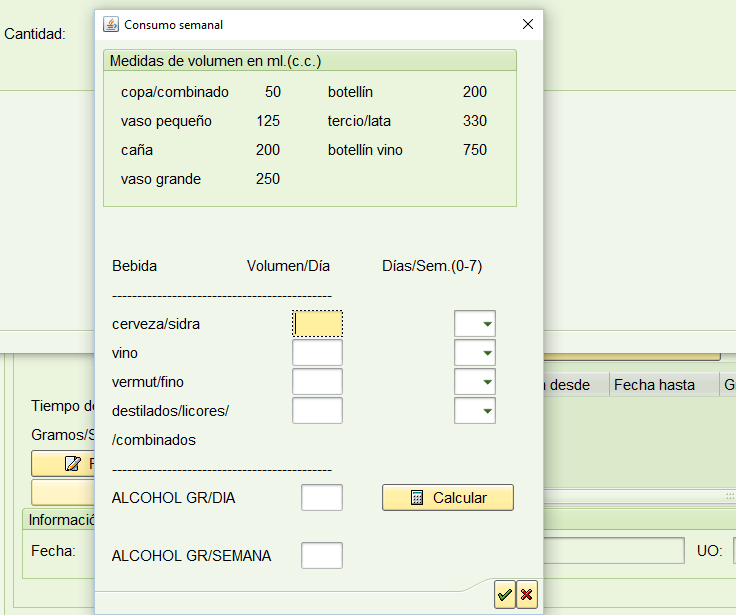 Cantidad:
Consumo semanal
Medidas de volumen en ml.(c.c.)
copa/combinado 50 botellín 200
vaso pequeño 125 tercio/lata 330
caña 200 botellín vino 750
vaso grande 250
Bebida Volumen/Día Días/Sem.(0-7)
--------------------------------------------
cerveza/sidra
vino
vermut/fino
desde Fecha hasta
Tiempo
destilados/licores/
Gramos/
/combinados
--------------------------------------------
ALCOHOL GR/DIA Calcular
Fecha: UO:
ALCOHOL GR/SEMANA